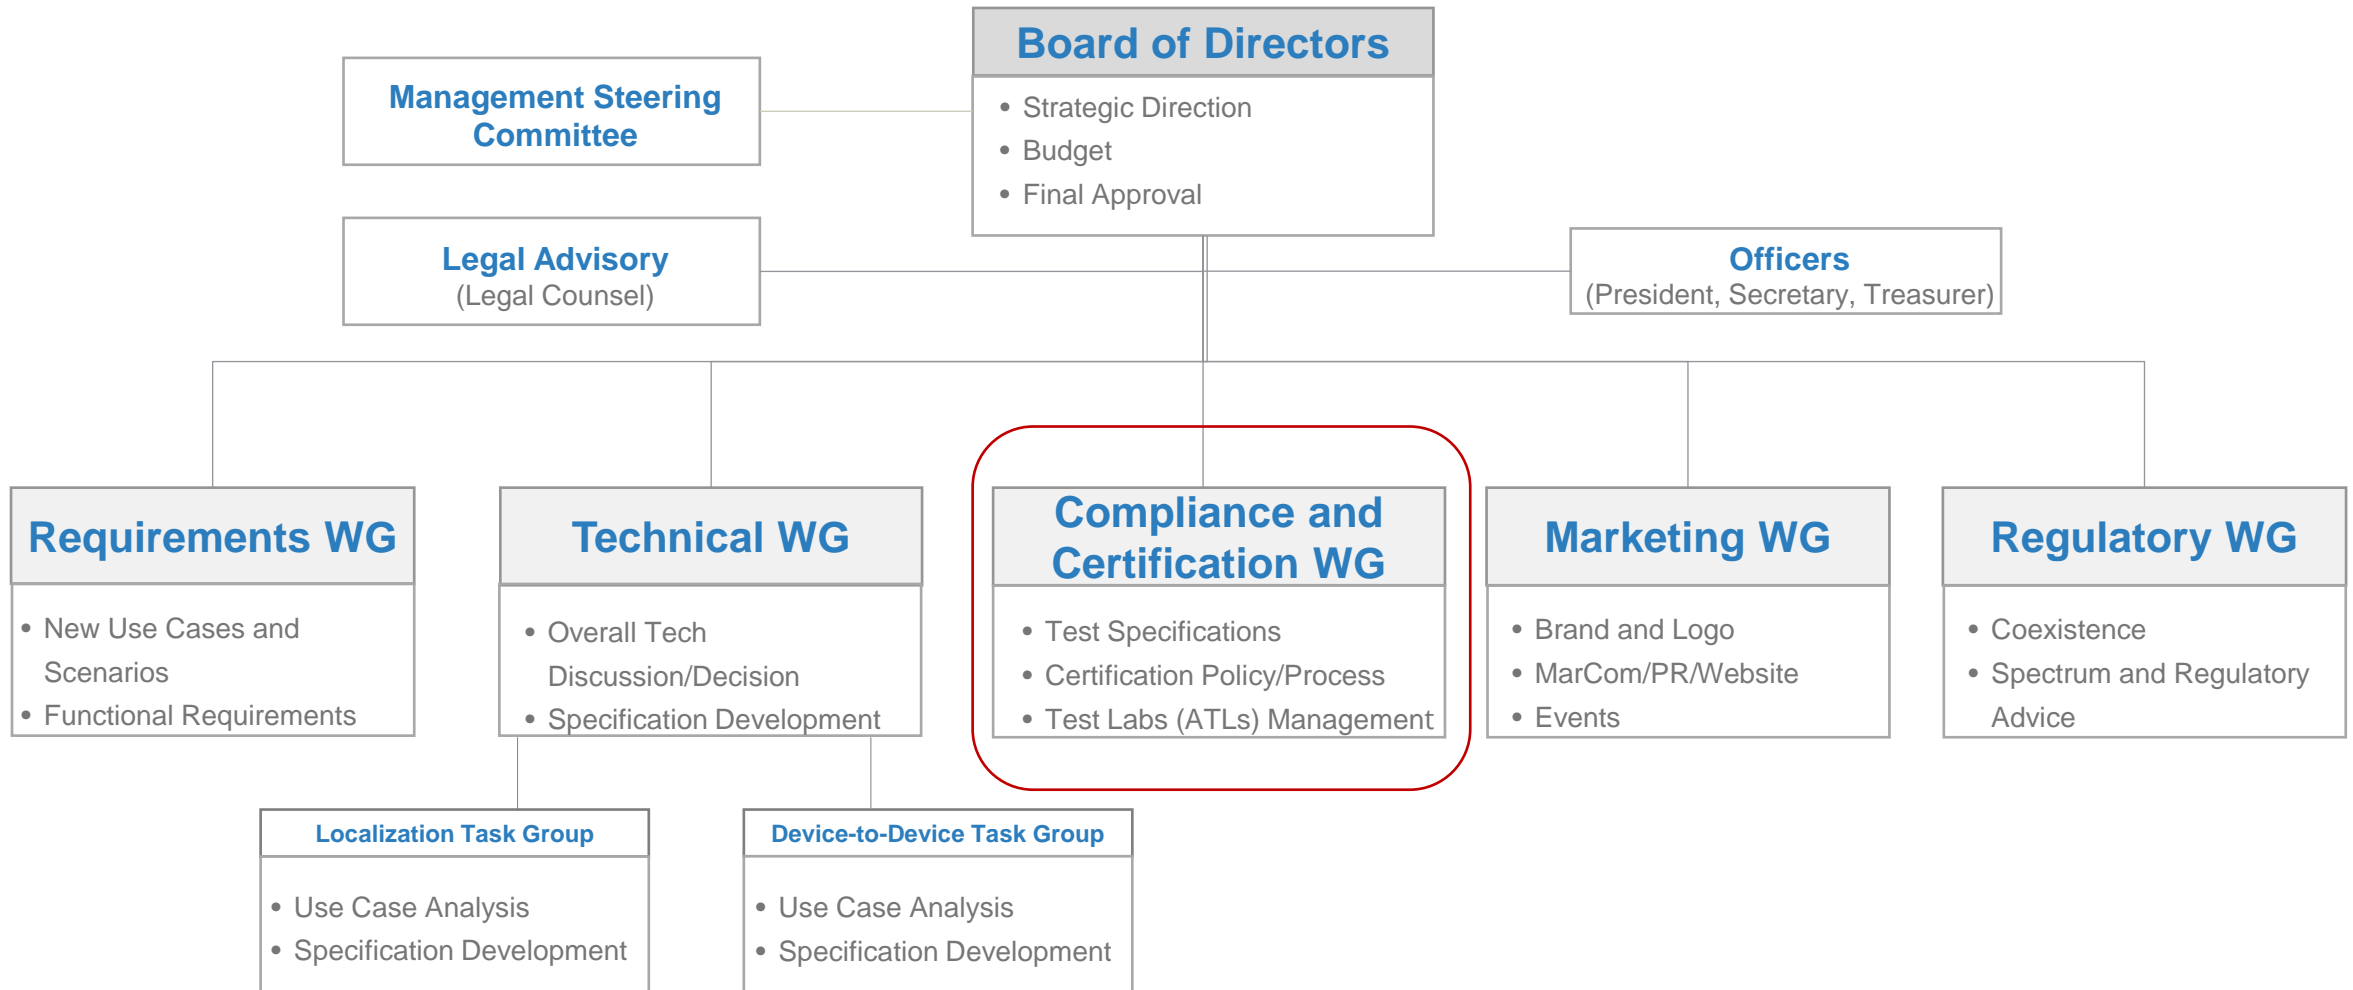 Board of Directors
• Strategic Direction
• Budget
• Final Approval
Management Steering
Committee
Legal Advisory
(Legal Counsel)
Officers
(President, Secretary, Treasurer)
Requirements WG
• New Use Cases and
Scenarios
• Functional Requirements
Technical WG
• Overall Tech
Discussion/Decision
• Specification Development
Compliance and
Certification WG
• Test Specifications
• Certification Policy/Process
• Test Labs (ATLs) Management
Marketing WG
• Brand and Logo
• MarCom/PR/Website
• Events
Regulatory WG
• Coexistence
• Spectrum and Regulatory
Advice
Localization Task Group
• Use Case Analysis
• Specification Development
Device-to-Device Task Group
• Use Case Analysis
• Specification Development